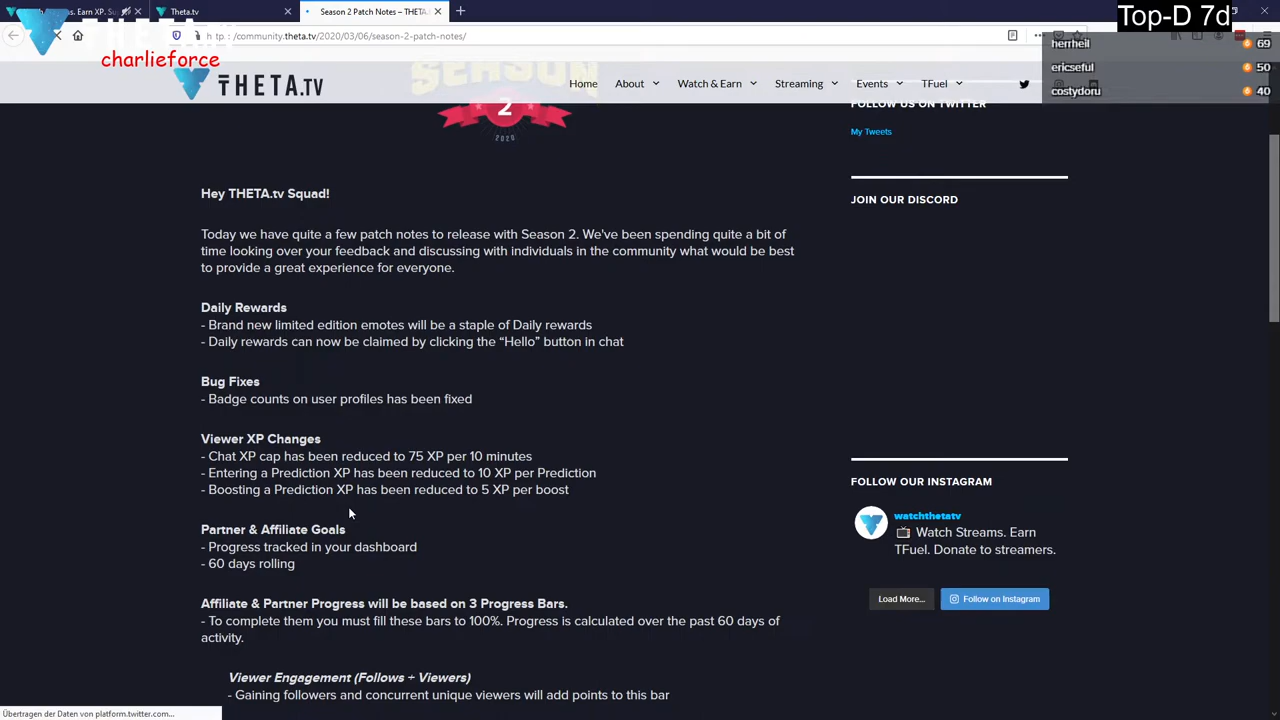 Progress. Earn XP. Su
Theta.tv
Season 2 Patch Notes – THETA.
Top-D 7d
charlieforce
community.theta.tv/2020/03/06/season-2-patch-notes/
herrheil 69
ericseful 50
costydoru 40
THETA.TV
Home
About
Watch & Earn
Streaming
Events
TFuel
SEASON
2
2020
FOLLOW US ON TWITTER
My Tweets
Hey THETA.tv Squad!
Today we have quite a few patch notes to release with Season 2. We've been spending quite a bit of
time looking over your feedback and discussing with individuals in the community what would be best
to provide a great experience for everyone.
Daily Rewards
- Brand new limited edition emotes will be a staple of Daily rewards
- Daily rewards can now be claimed by clicking the “Hello” button in chat
Bug Fixes
- Badge counts on user profiles has been fixed
Viewer XP Changes
- Chat XP cap has been reduced to 75 XP per 10 minutes
- Entering a Prediction XP has been reduced to 10 XP per Prediction
- Boosting a Prediction XP has been reduced to 5 XP per boost
Partner & Affiliate Goals
- Progress tracked in your dashboard
- 60 days rolling
Affiliate & Partner Progress will be based on 3 Progress Bars.
- To complete them you must fill these bars to 100%. Progress is calculated over the past 60 days of
activity.
Viewer Engagement (Follows + Viewers)
- Gaining followers and concurrent unique viewers will add points to this bar
JOIN OUR DISCORD
FOLLOW OUR INSTAGRAM
watchthetatv
Watch Streams. Earn
TFuel. Donate to streamers.
Load More...
Follow on Instagram
Übertragen der Daten von platform.twitter.com...